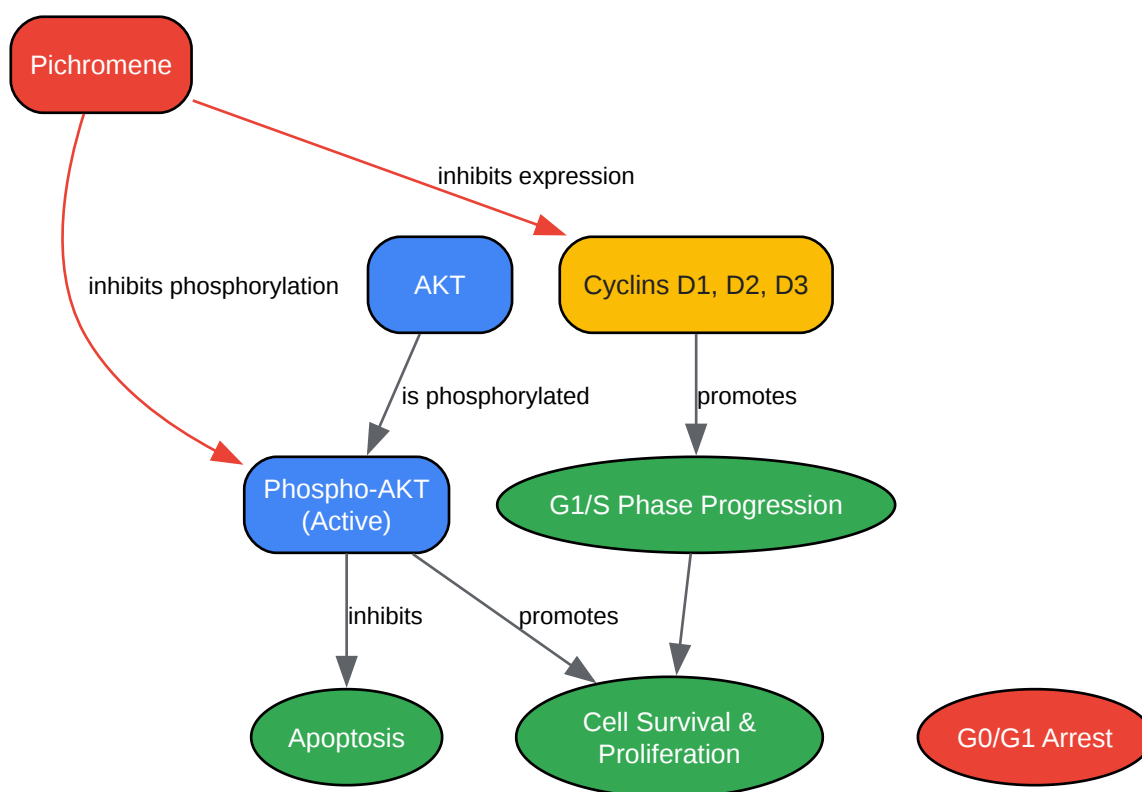 Pichromene
inhibits expression
inhibits phosphorylation
AKT
Cyclins D1, D2, D3
is phosphorylated
promotes
Phospho-AKT
(Active)
G1/S Phase Progression
inhibits
promotes
Apoptosis
Cell Survival &
Proliferation
G0/G1 Arrest